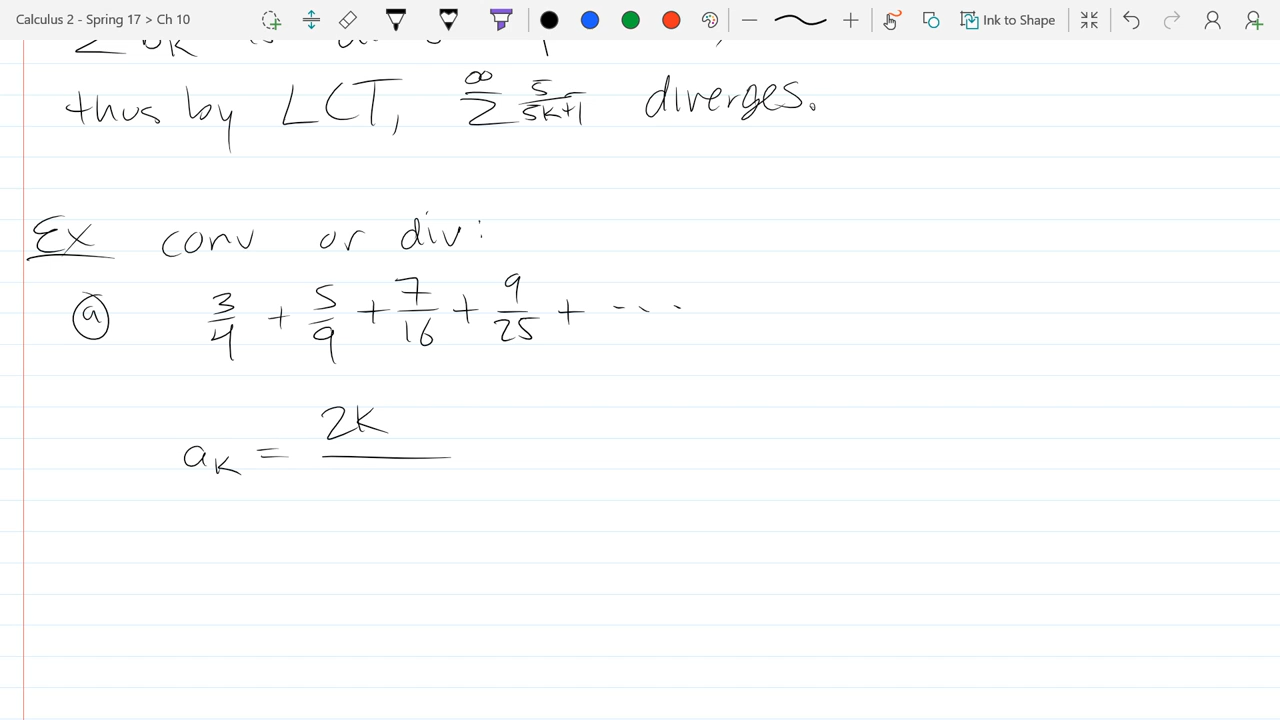 Calculus 2 - Spring 17 > Ch 10
Ink to Shape
thus by LCT, ∞ Σ 5/5k+1 diverges.
Ex conv or div:
ⓐ 3/4 + 5/9 + 7/16 + 9/25 + ....
a_k = 2k